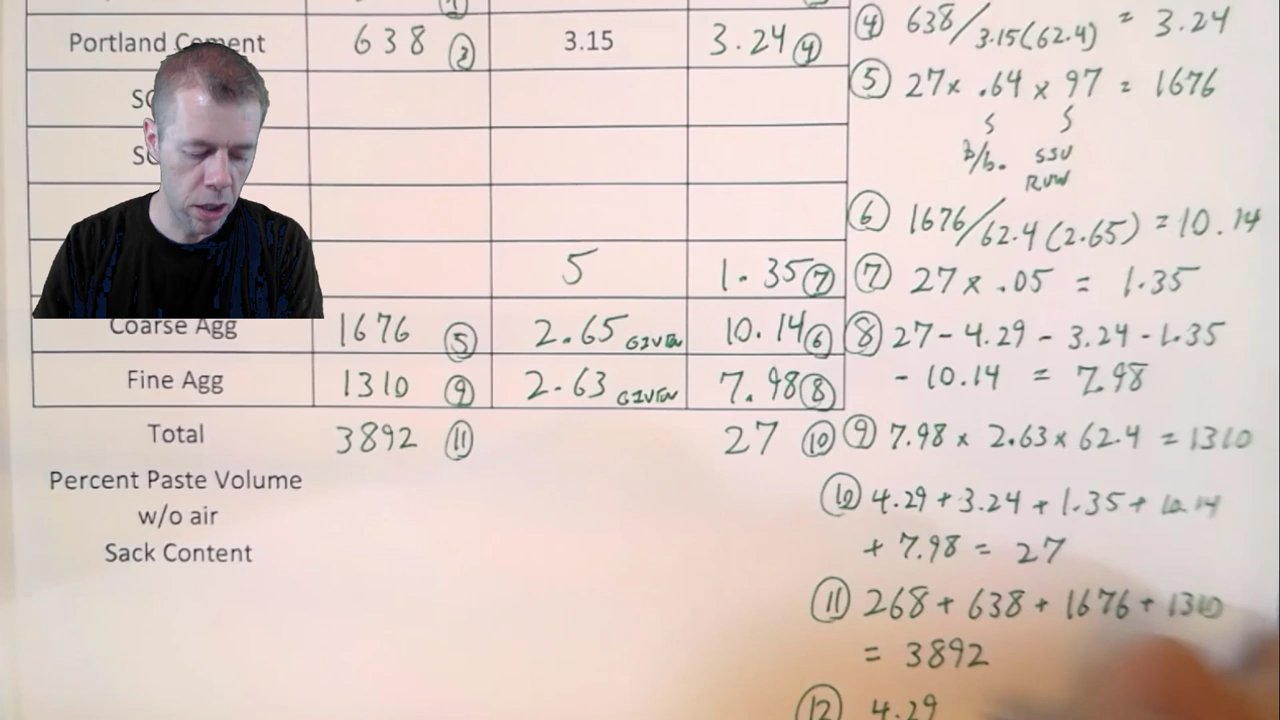 Portland Cement 638 ② 3.15 3.24 ④
5 1.35 ⑦
Coarse Agg 1676 ⑤ 2.65 GIVEN 10.14 ⑥
Fine Agg 1310 ⑨ 2.63 GIVEN 7.98 ⑧
Total 3892 ⑪ 27 ⑩
Percent Paste Volume
w/o air
Sack Content
④ 638/3.15(62.4) = 3.24
⑤ 27 x .64 x 97 = 1676
b/b. SSD
RUW
⑥ 1676/62.4(2.65) = 10.14
⑦ 27 x .05 = 1.35
⑧ 27 - 4.29 - 3.24 - 1.35
- 10.14 = 7.98
⑨ 7.98 x 2.63 x 62.4 = 1310
⑩ 4.29 + 3.24 + 1.35 + 10.14
+ 7.98 = 27
⑪ 268 + 638 + 1676 + 1310
= 3892
⑫ 4.29